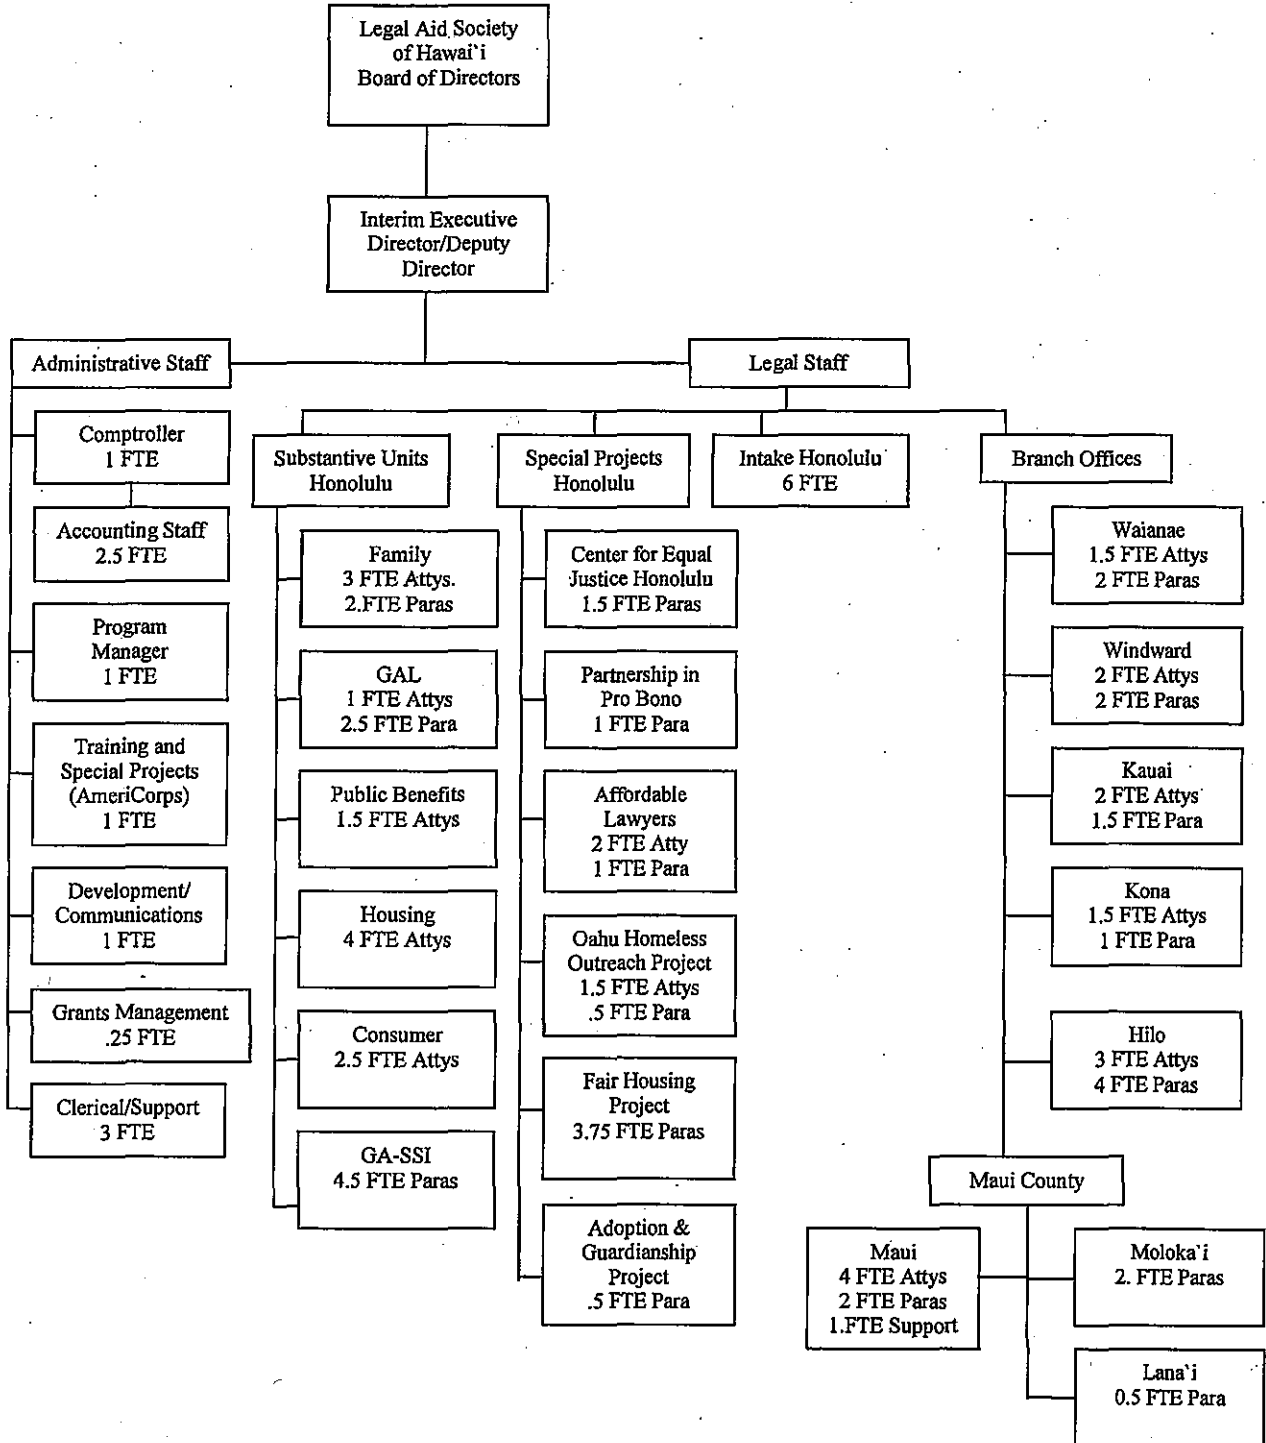 Legal Aid Society
of Hawai`i
Board of Directors
Interim Executive
Director/Deputy
Director
Administrative Staff
Legal Staff
Comptroller
1 FTE
Accounting Staff
2.5 FTE
Program
Manager
1 FTE
Training and
Special Projects
(AmeriCorps)
1 FTE
Development/
Communications
1 FTE
Grants Management
.25 FTE
Clerical/Support
3 FTE
Substantive Units
Honolulu
Family
3 FTE Attys.
2.FTE Paras
GAL
1 FTE Attys
2.5 FTE Para
Public Benefits
1.5 FTE Attys
Housing
4 FTE Attys
Consumer
2.5 FTE Attys
GA-SSI
4.5 FTE Paras
Special Projects
Honolulu
Center for Equal
Justice Honolulu
1.5 FTE Paras
Partnership in
Pro Bono
1 FTE Para
Affordable
Lawyers
2 FTE Atty
1 FTE Para
Oahu Homeless
Outreach Project
1.5 FTE Attys
.5 FTE Para
Fair Housing
Project
3.75 FTE Paras
Adoption &
Guardianship
Project
.5 FTE Para
Intake Honolulu
6 FTE
Branch Offices
Waianae
1.5 FTE Attys
2 FTE Paras
Windward
2 FTE Attys
2 FTE Paras
Kauai
2 FTE Attys
1.5 FTE Para
Kona
1.5 FTE Attys
1 FTE Para
Hilo
3 FTE Attys
4 FTE Paras
Maui County
Maui
4 FTE Attys
2 FTE Paras
1.FTE Support
Moloka`i
2. FTE Paras
Lana`i
0.5 FTE Para